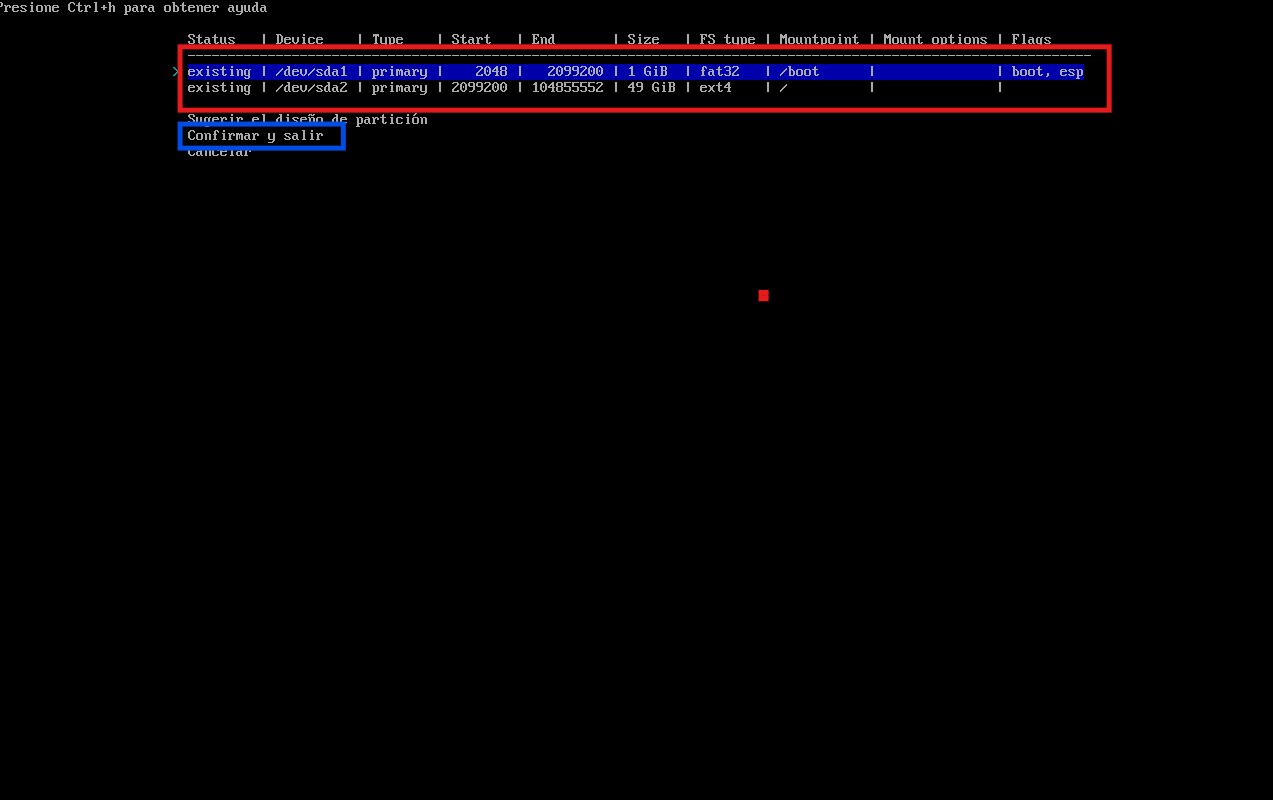 Presione Ctrl+h para obtener ayuda
Status | Device | Type | Start | End | Size | FS type | Mountpoint | Mount options | Flags
> existing | /dev/sda1 | primary | 2048 | 2099200 | 1 GiB | fat32 | /boot | | boot, esp
existing | /dev/sda2 | primary | 2099200 | 104855552 | 49 GiB | ext4 | / | |
Sugerir el diseño de partición
Confirmar y salir
Cancelar